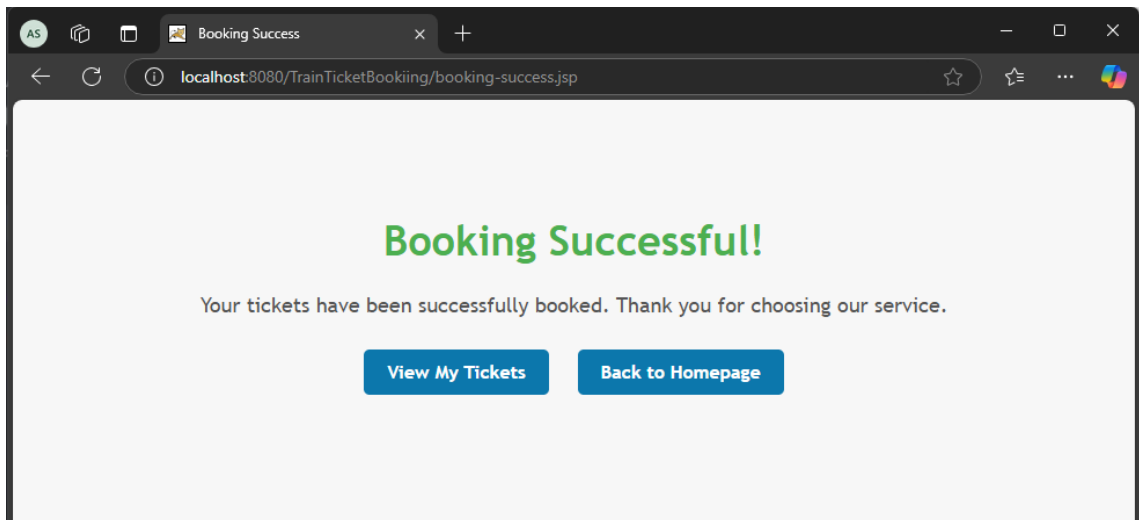 AS
Booking Success
localhost:8080/TrainTicketBookiing/booking-success.jsp
Booking Successful!
Your tickets have been successfully booked. Thank you for choosing our service.
View My Tickets
Back to Homepage